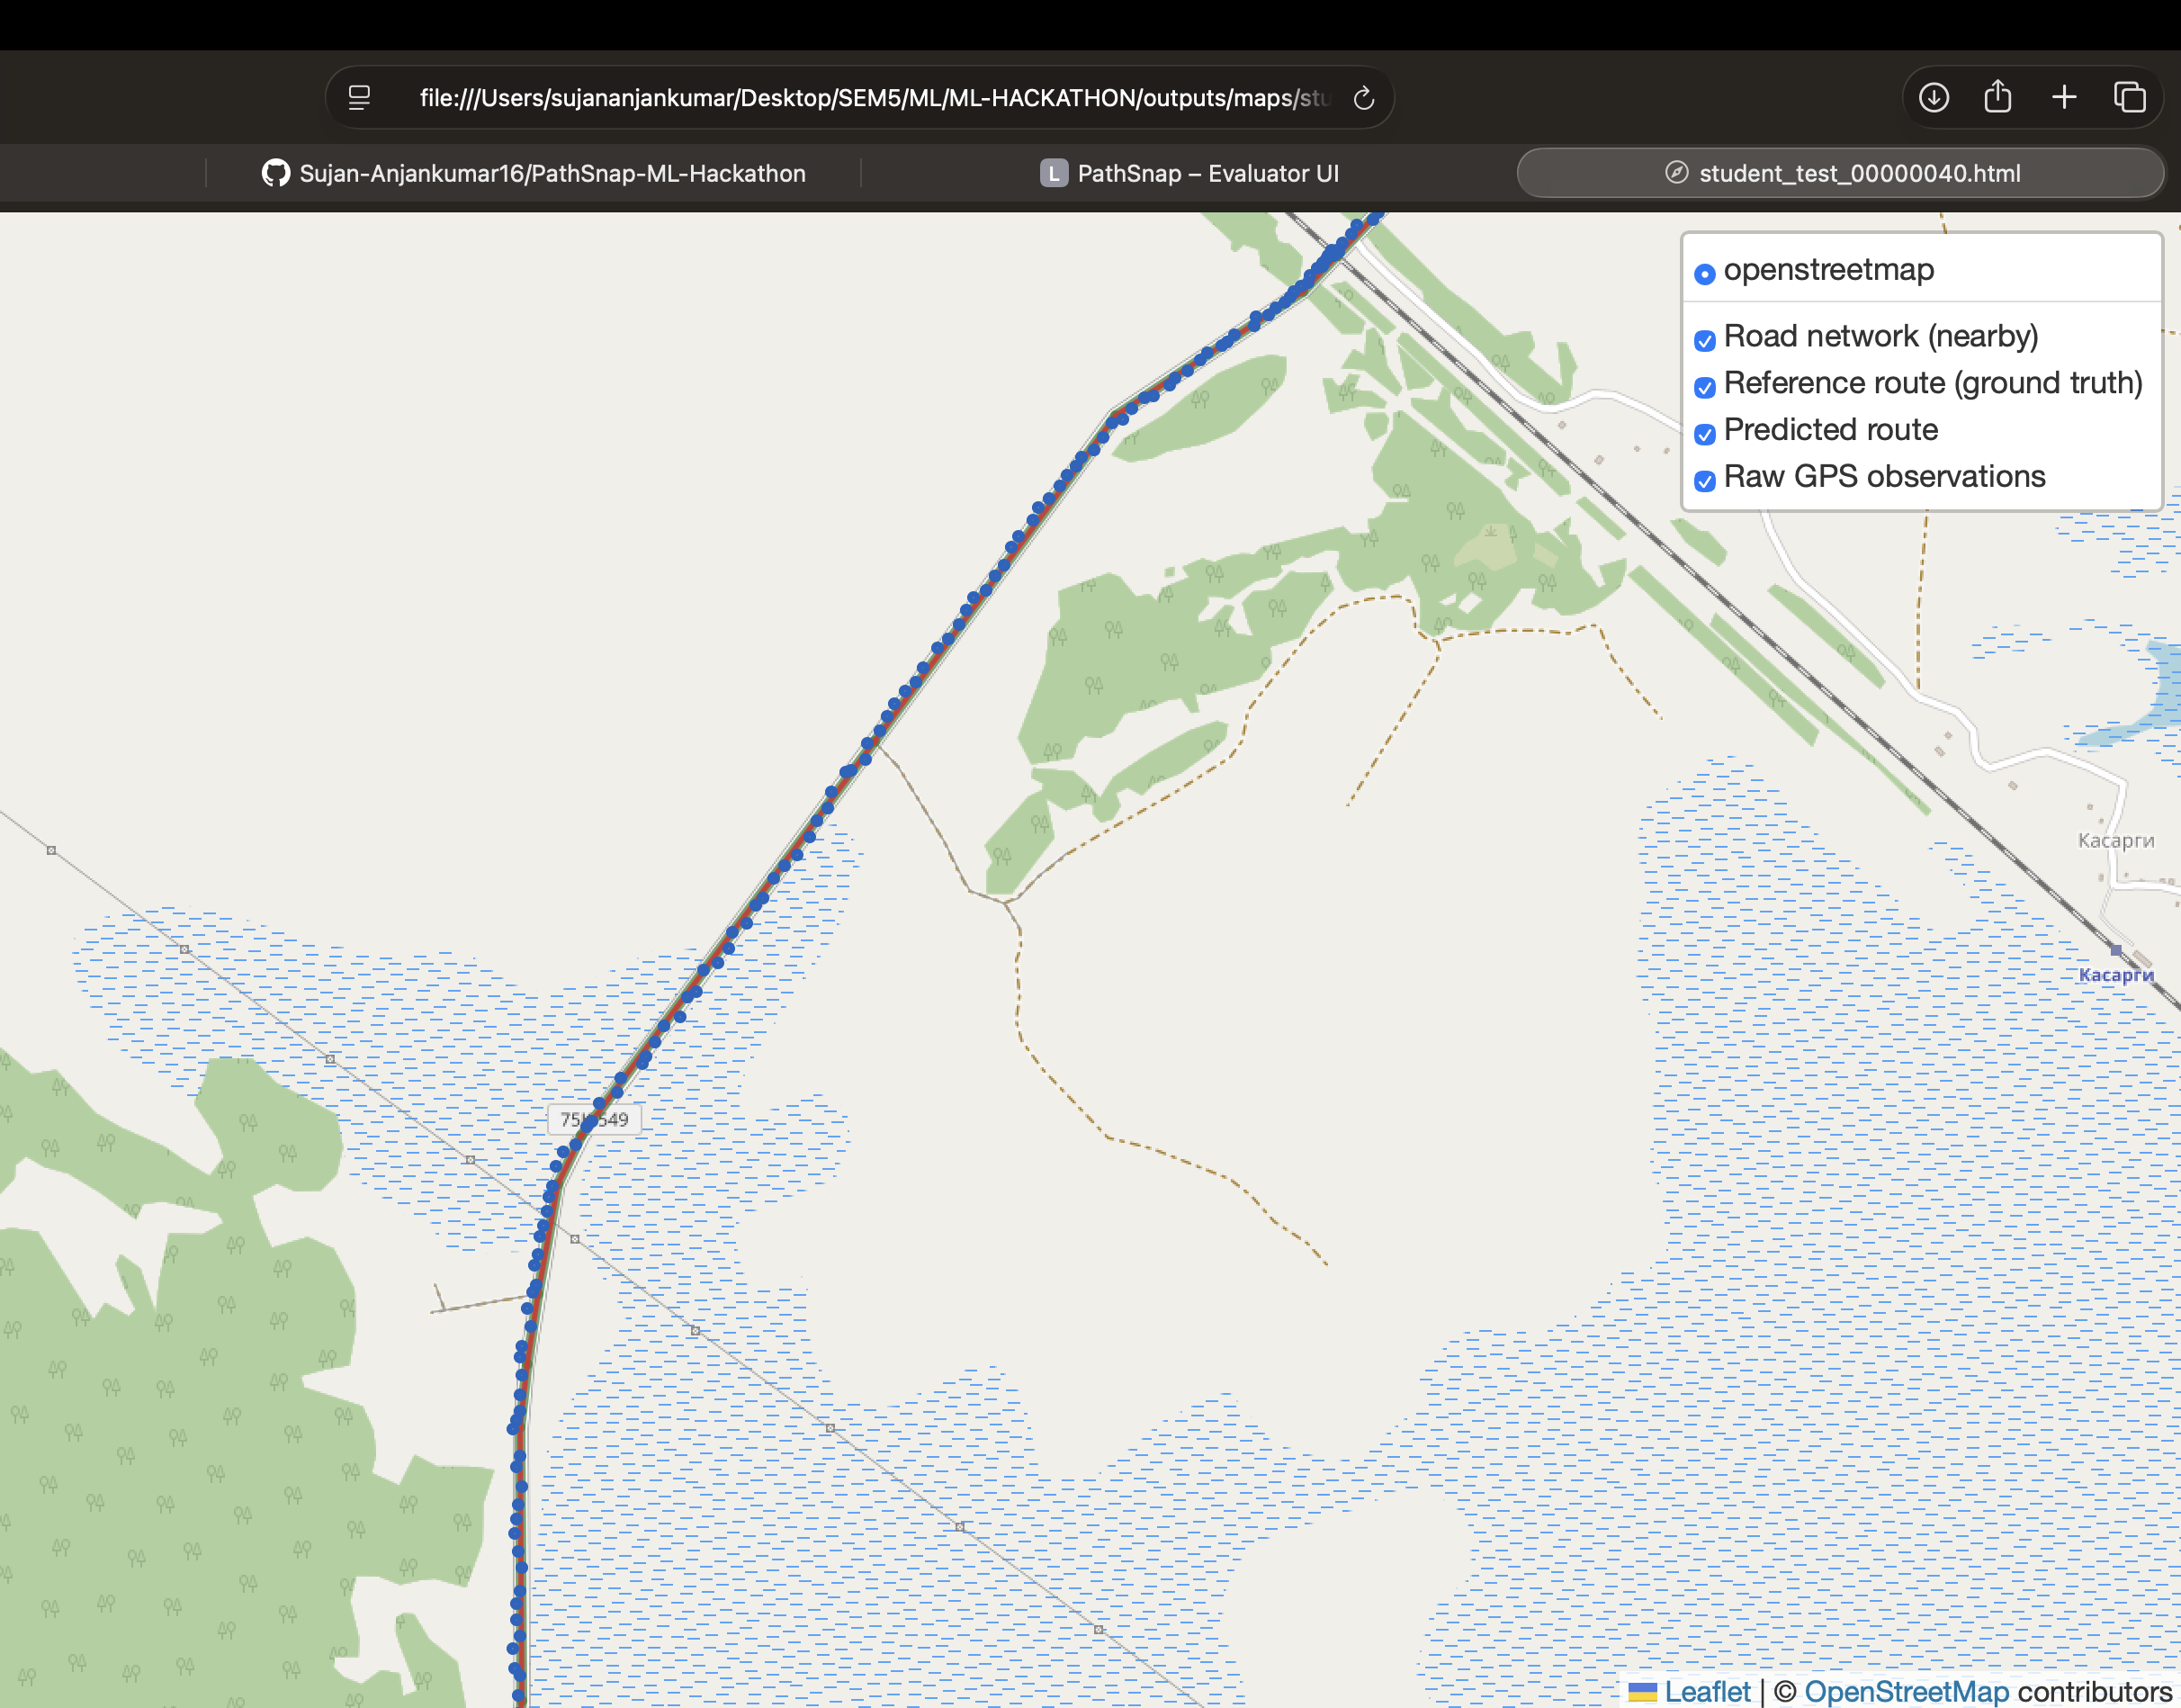 file:///Users/sujananjankumar/Desktop/SEM5/ML/ML-HACKATHON/outputs/maps/stu
Sujan-Anjankumar16/PathSnap-ML-Hackathon
L PathSnap – Evaluator UI
student_test_00000040.html
openstreetmap
Road network (nearby)
Reference route (ground truth)
Predicted route
Raw GPS observations
Касарги
Касарги
Leaflet | © OpenStreetMap contributors